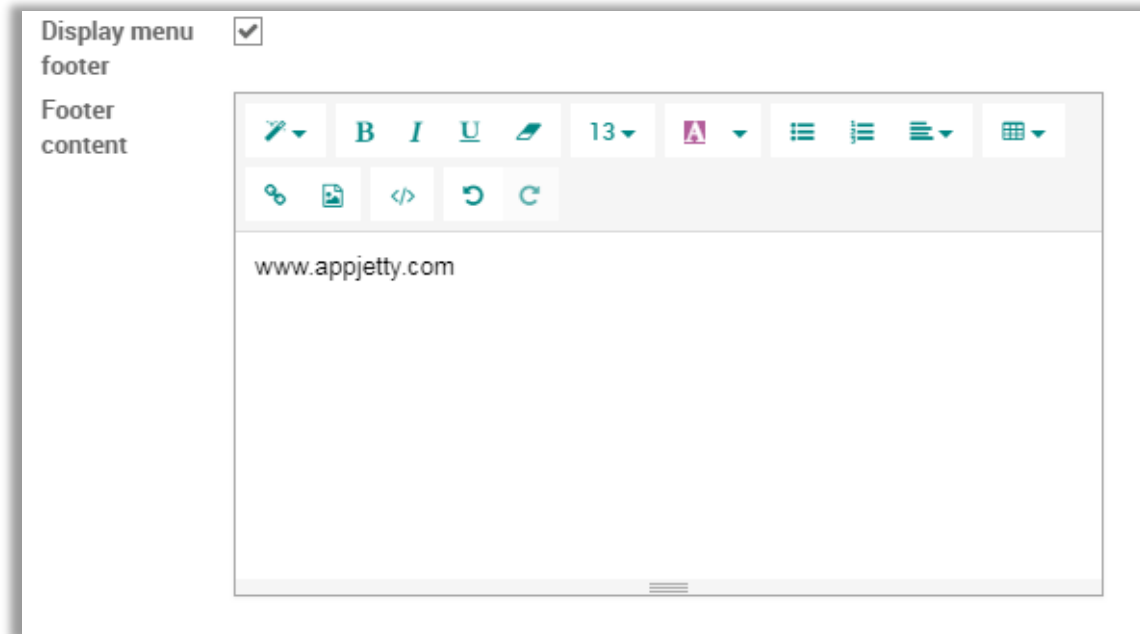 Display menu
footer
Footer
content
B I U 13 A
www.appjetty.com